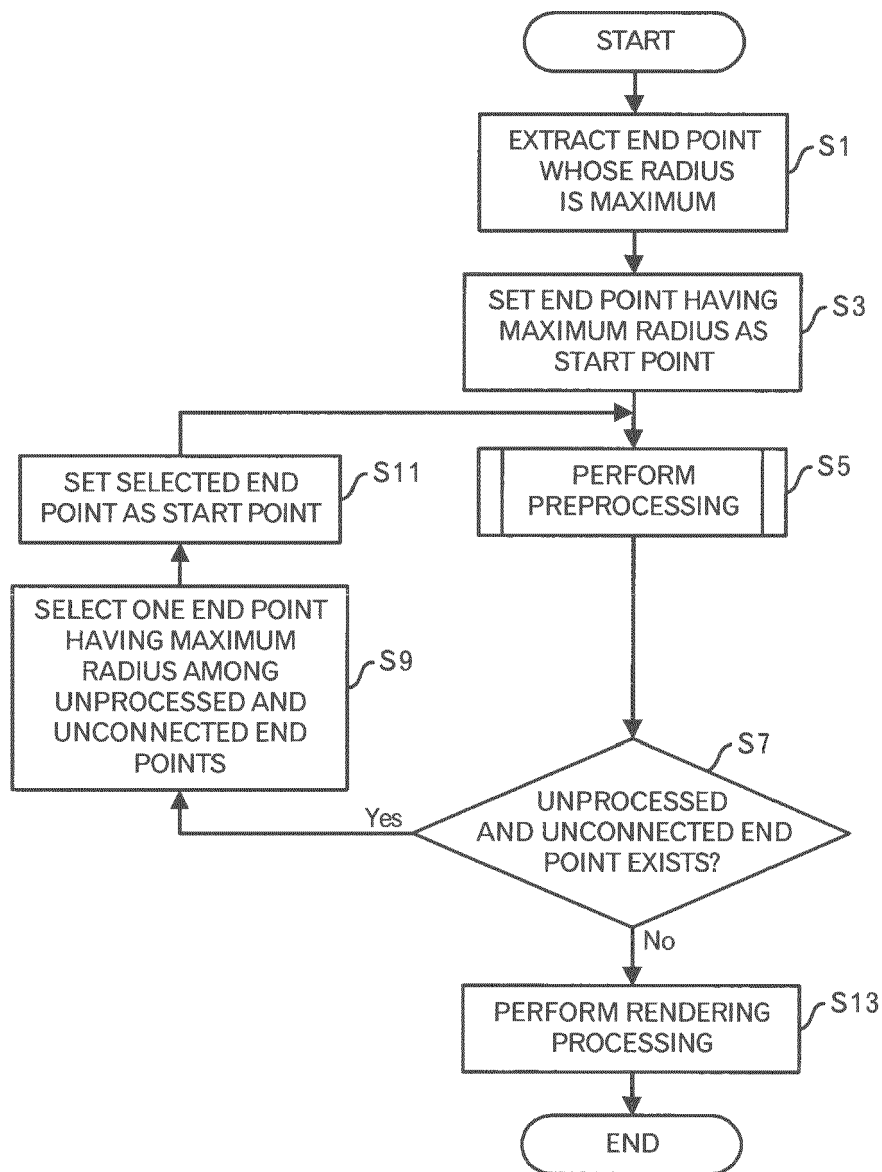 START
EXTRACT END POINT
WHOSE RADIUS
IS MAXIMUM
S1
SET END POINT HAVING
MAXIMUM RADIUS AS
START POINT
S3
PERFORM
PREPROCESSING
S5
SET SELECTED END
POINT AS START POINT
S11
SELECT ONE END POINT
HAVING MAXIMUM
RADIUS AMONG
UNPROCESSED AND
UNCONNECTED END
POINTS
S9
UNPROCESSED
AND UNCONNECTED END
POINT EXISTS?
S7
Yes
No
PERFORM RENDERING
PROCESSING
S13
END